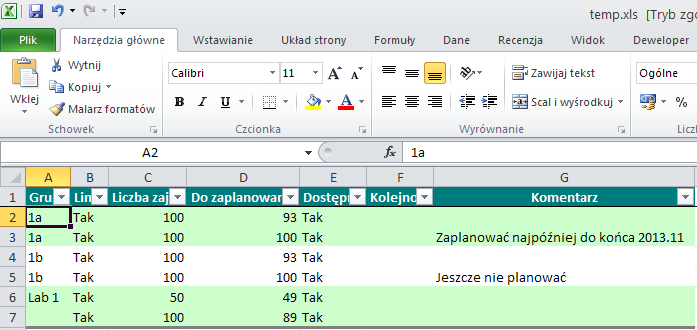 temp.xls [Tryb zgo
Plik Narzędzia główne Wstawianie Układ strony Formuły Dane Recenzja Widok Deweloper
Wklej
Wytnij
Kopiuj
Malarz formatów
Schowek
Calibri 11
B I U
Czcionka
Zawijaj tekst
Scal i wyśrodkuj
Wyrównanie
Ogólne
%
A2 fx 1a
A B C D E F G
1 Gru Lin Liczba zaj Do zaplanowan Dostępn Kolejno Komentarz
2 1a Tak 100 93 Tak
3 1a Tak 100 100 Tak Zaplanować najpóźniej do końca 2013.11
4 1b Tak 100 93 Tak
5 1b Tak 100 100 Tak Jeszcze nie planować
6 Lab 1 Tak 50 49 Tak
7 Tak 100 89 Tak